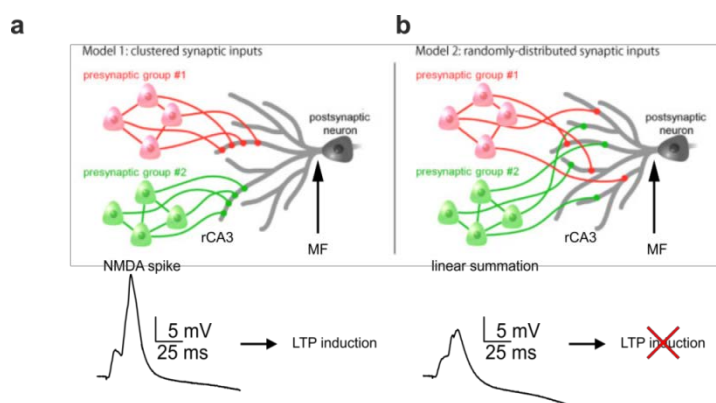 a
Model 1: clustered synaptic inputs
presynaptic group #1
postsynaptic
neuron
presynaptic group #2
rCA3
MF
NMDA spike
5 mV
25 ms
LTP induction
b
Model 2: randomly-distributed synaptic inputs
presynaptic group #1
postsynaptic
neuron
presynaptic group #2
rCA3
MF
linear summation
5 mV
25 ms
LTP induction